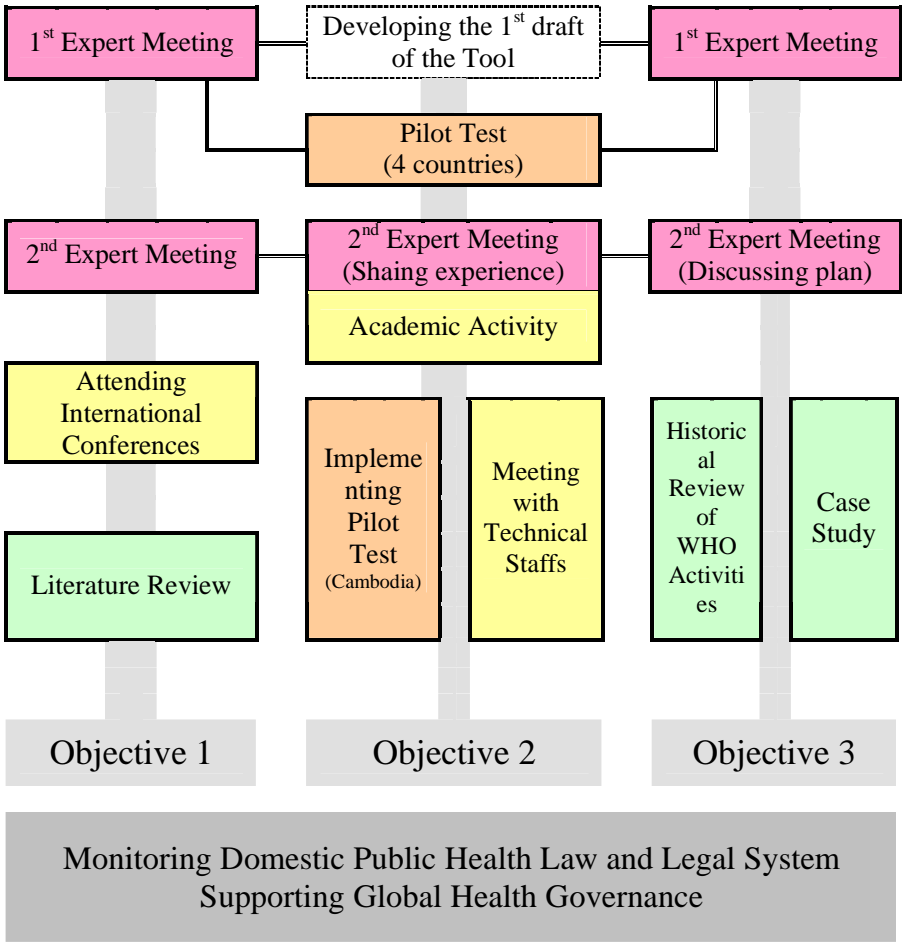 1st Expert Meeting
Developing the 1st draft
of the Tool
1st Expert Meeting
Pilot Test
(4 countries)
2nd Expert Meeting
2nd Expert Meeting
(Shaing experience)
2nd Expert Meeting
(Discussing plan)
Academic Activity
Attending
International
Conferences
Impleme
nting
Pilot
Test
(Cambodia)
Meeting
with
Technical
Staffs
Historic
al
Review
of
WHO
Activiti
es
Case
Study
Literature Review
Objective 1
Objective 2
Objective 3
Monitoring Domestic Public Health Law and Legal System
Supporting Global Health Governance